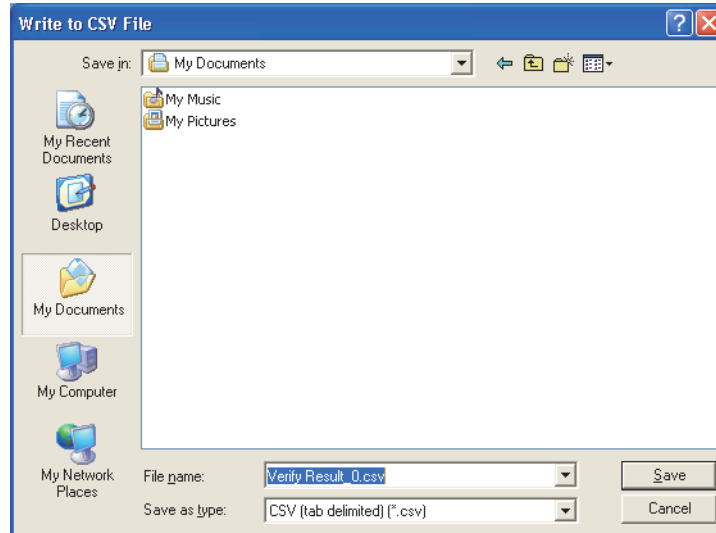 Write to CSV File
Save in:
My Documents
My Music
My Pictures
My Recent
Documents
Desktop
My Documents
My Computer
My Network
Places
File name:
Verify Result_0.csv
Save
Save as type:
CSV (tab delimited) (*.csv)
Cancel